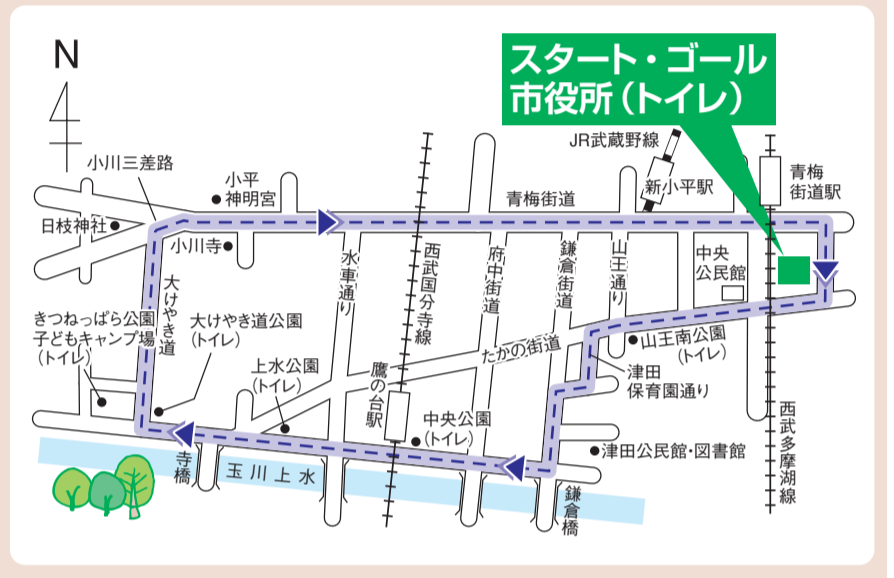 N
スタート・ゴール
市役所（トイレ）
小川三差路
小平
神明宮
JR武蔵野線
新小平駅
青梅
街道駅
青梅街道
日枝神社
小川寺
大けやき道
水車通り
西武国分寺線
府中街道
鎌倉街道
山王通り
中央
公民館
きつねっぱら公園
子どもキャンプ場
（トイレ）
大けやき道公園
（トイレ）
上水公園
（トイレ）
鷹の台駅
たかの街道
山王南公園
（トイレ）
津田
保育園通り
中央公園
（トイレ）
津田公民館・図書館
西武多摩湖線
寺橋
玉川上水
鎌倉橋